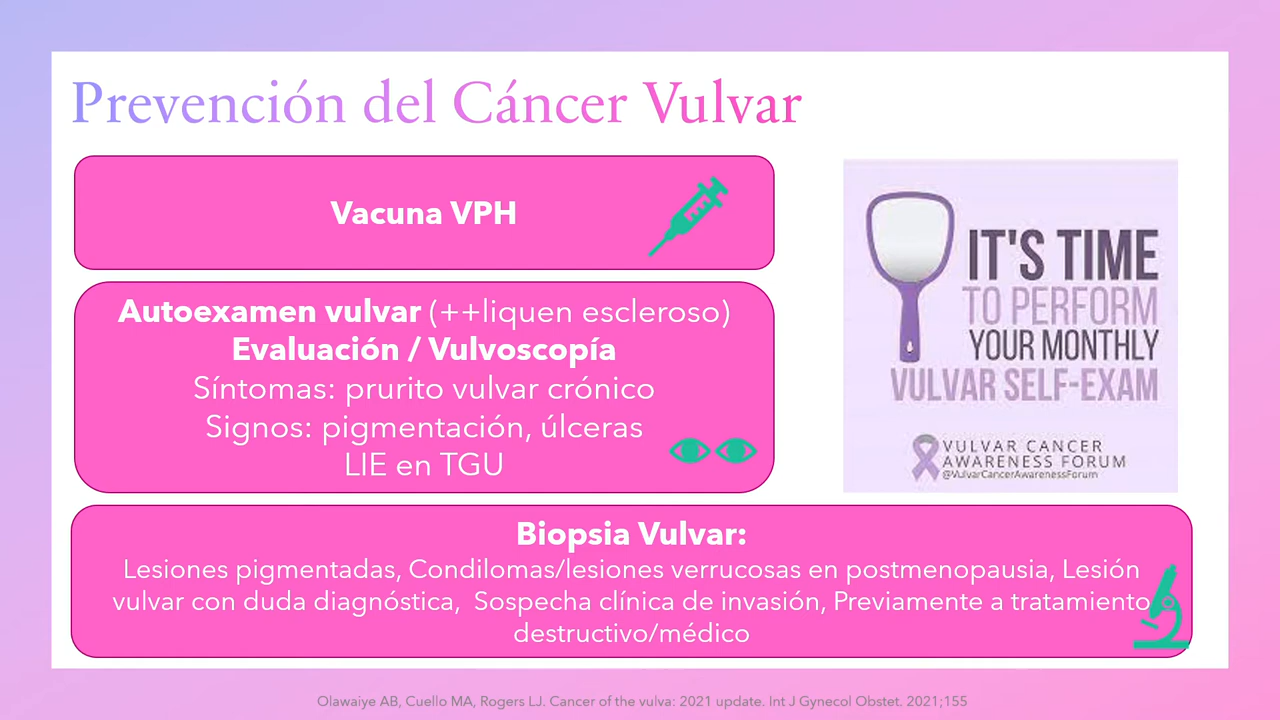 Prevención del Cáncer Vulvar
Vacuna VPH
Autoexamen vulvar (++liquen escleroso)
Evaluación / Vulvoscopía
Síntomas: prurito vulvar crónico
Signos: pigmentación, úlceras
LIE en TGU
IT'S TIME
TO PERFORM
YOUR MONTHLY
VULVAR SELF-EXAM
VULVAR CANCER
AWARENESS FORUM
@VulvarCancerAwarenessForum
Biopsia Vulvar:
Lesiones pigmentadas, Condilomas/lesiones verrucosas en postmenopausia, Lesión
vulvar con duda diagnóstica,  Sospecha clínica de invasión, Previamente a tratamiento
destructivo/médico
Olawaiye AB, Cuello MA, Rogers LJ. Cancer of the vulva: 2021 update. Int J Gynecol Obstet. 2021;155